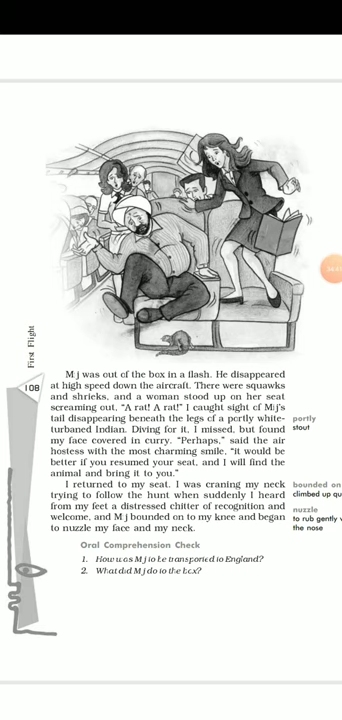 Mij was out of the box in a flash. He disappeared
at high speed down the aircraft. There were squawks
and shrieks, and a woman stood up on her seat
screaming out, “A rat! A rat!” I caught sight of Mij's
tail disappearing beneath the legs of a portly white-
turbaned Indian. Diving for it, I missed, but found
my face covered in curry. “Perhaps,” said the air
hostess with the most charming smile, “it would be
better if you resumed your seat, and I will find the
animal and bring it to you.”
I returned to my seat. I was craning my neck
trying to follow the hunt when suddenly I heard
from my feet a distressed chitter of recognition and
welcome, and Mij bounded on to my knee and began
to nuzzle my face and my neck.
portly
stout
bounded on
climbed up qu
nuzzle
to rub gently w
the nose
Oral Comprehension Check
1. How was Mij to be transported to England?
2. What did Mij do to the box?
First Flight
108